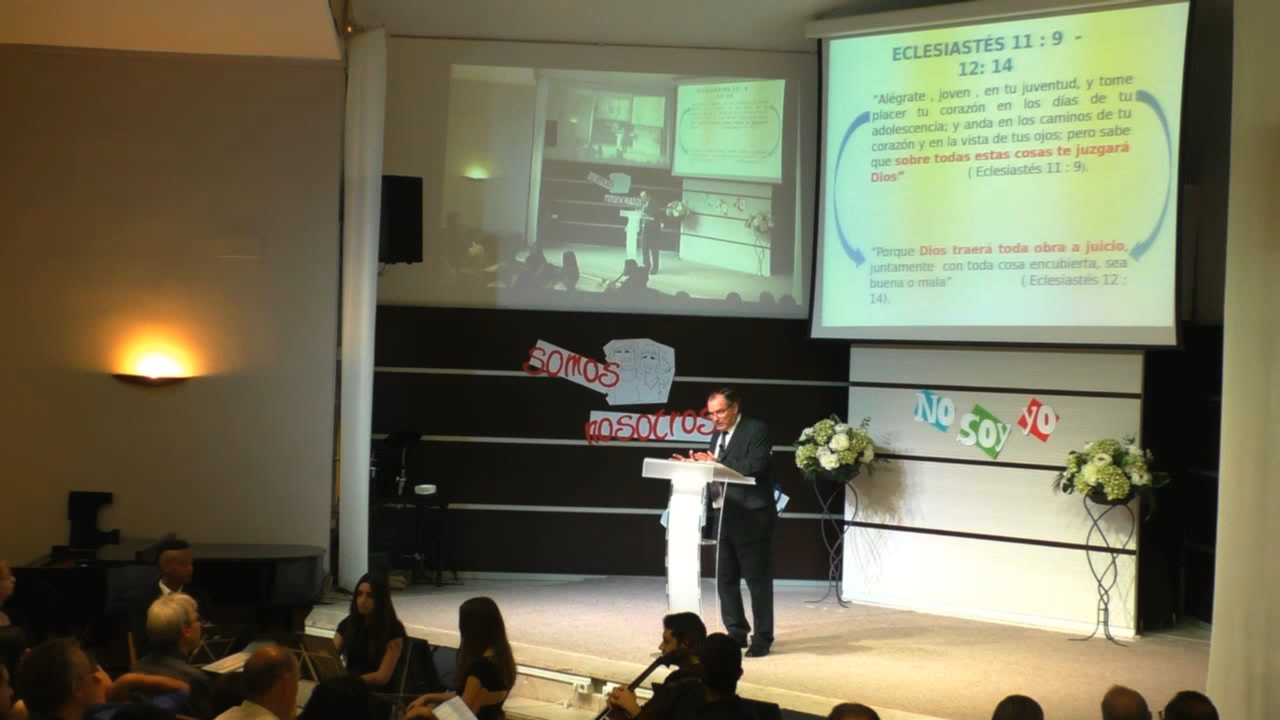 ECLESIASTÉS 11 : 9 -
12: 14
“Alégrate , joven , en tu juventud, y tome
placer tu corazón en los días de tu
adolescencia; y anda en los caminos de tu
corazón y en la vista de tus ojos; pero sabe
que sobre todas estas cosas te juzgará
Dios” ( Eclesiastés 11 : 9).
“Porque Dios traerá toda obra a juicio,
juntamente con toda cosa encubierta, sea
buena o mala” ( Eclesiastés 12 :
14).
somos
nosotros
No
soy
yo